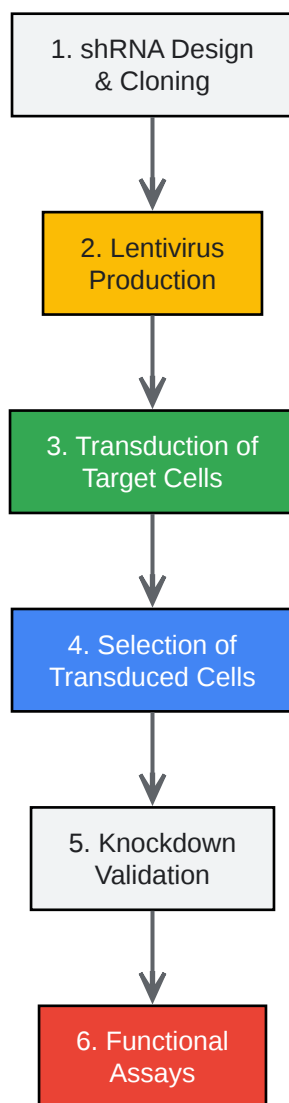 1. shRNA Design
& Cloning
2. Lentivirus
Production
3. Transduction of
Target Cells
4. Selection of
Transduced Cells
5. Knockdown
Validation
6. Functional
Assays